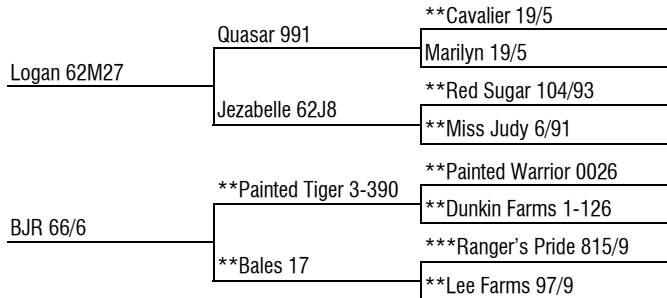 **Cavalier 19/5
Quasar 991
Marilyn 19/5
Logan 62M27
**Red Sugar 104/93
Jezabelle 62J8
**Miss Judy 6/91
**Painted Warrior 0026
**Painted Tiger 3-390
**Dunkin Farms 1-126
BJR 66/6
***Ranger's Pride 815/9
**Bales 17
**Lee Farms 97/9